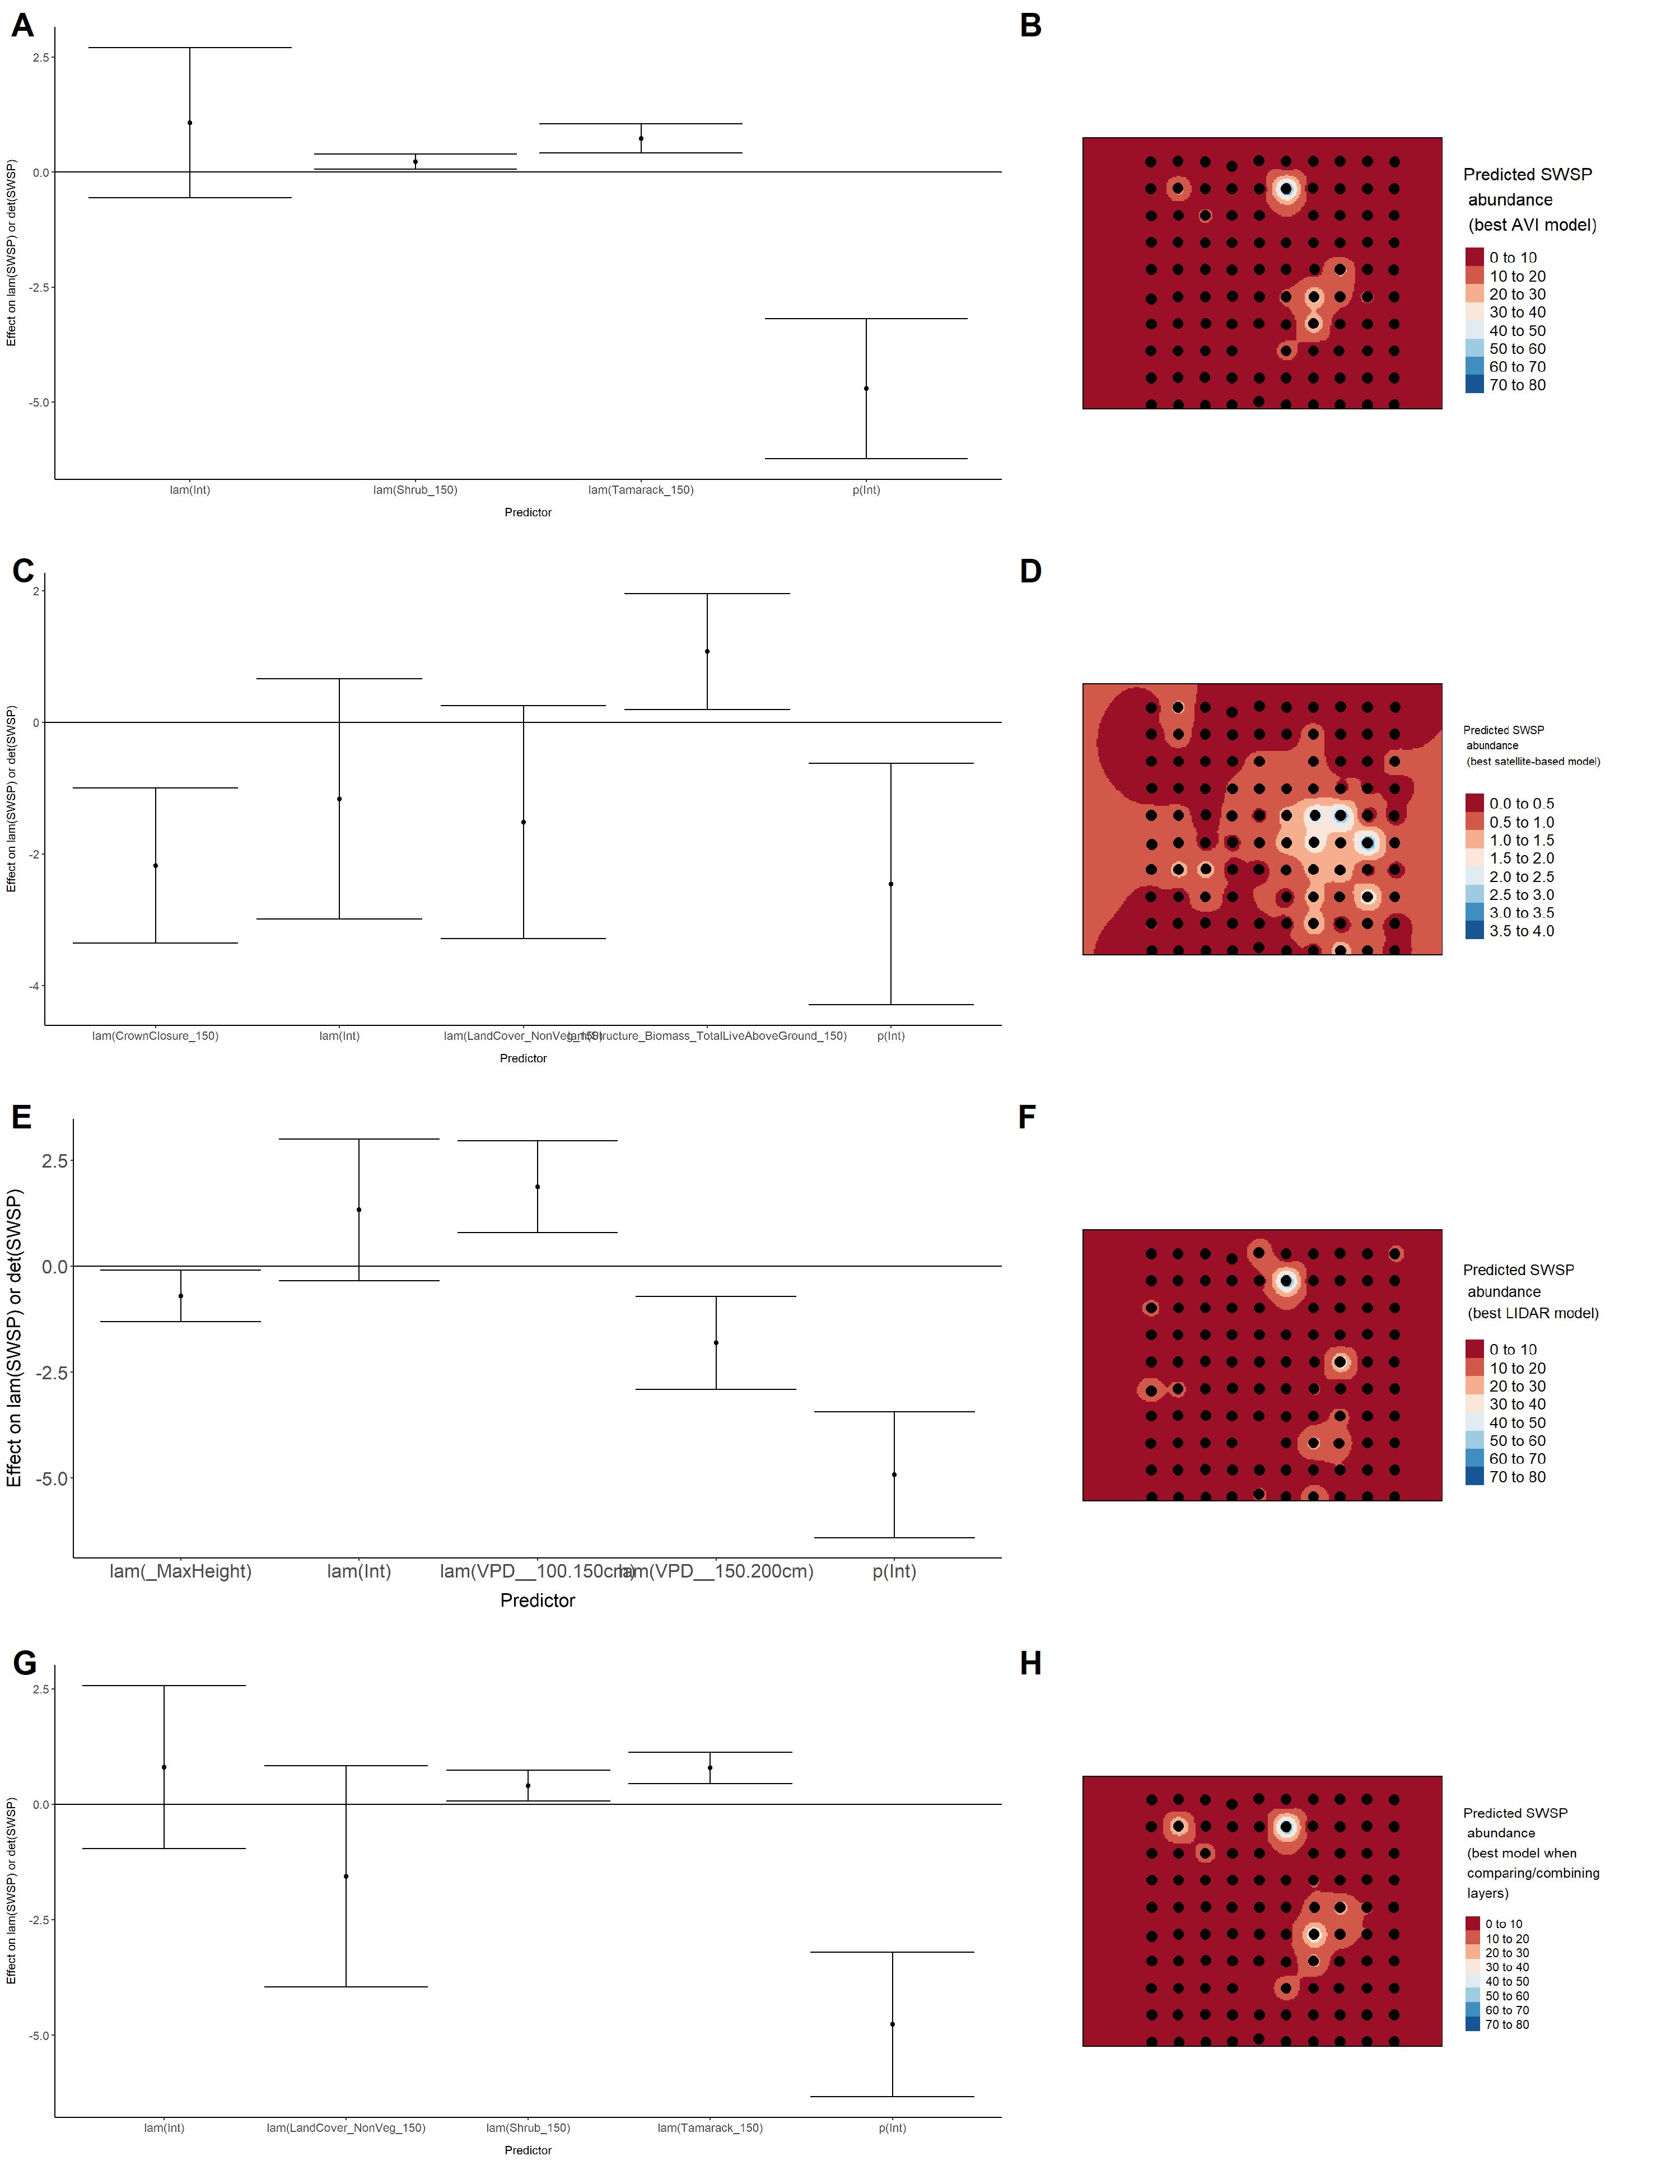 A
B
Effect on lam(SWSP) or det(SWSP)
2.5
0.0
-2.5
-5.0
lam(Int)
lam(Shrub_150)
lam(Tamarack_150)
p(Int)
Predictor
Predicted SWSP
abundance
(best AVI model)
0 to 10
10 to 20
20 to 30
30 to 40
40 to 50
50 to 60
60 to 70
70 to 80
C
D
Effect on lam(SWSP) or det(SWSP)
2
0
-2
-4
lam(CrownClosure_150)
lam(Int)
lam(LandCover_NonVeg_150)
lam(Structure_Biomass_TotalLiveAboveGround_150)
p(Int)
Predictor
Predicted SWSP
abundance
(best satellite-based model)
0.0 to 0.5
0.5 to 1.0
1.0 to 1.5
1.5 to 2.0
2.0 to 2.5
2.5 to 3.0
3.0 to 3.5
3.5 to 4.0
E
F
Effect on lam(SWSP) or det(SWSP)
2.5
0.0
-2.5
-5.0
lam(_MaxHeight)
lam(Int)
lam(VPD__100.150cm)
lam(VPD__150.200cm)
p(Int)
Predictor
Predicted SWSP
abundance
(best LIDAR model)
0 to 10
10 to 20
20 to 30
30 to 40
40 to 50
50 to 60
60 to 70
70 to 80
G
H
Effect on lam(SWSP) or det(SWSP)
2.5
0.0
-2.5
-5.0
lam(Int)
lam(LandCover_NonVeg_150)
lam(Shrub_150)
lam(Tamarack_150)
p(Int)
Predictor
Predicted SWSP
abundance
(best model when
comparing/combining
layers)
0 to 10
10 to 20
20 to 30
30 to 40
40 to 50
50 to 60
60 to 70
70 to 80